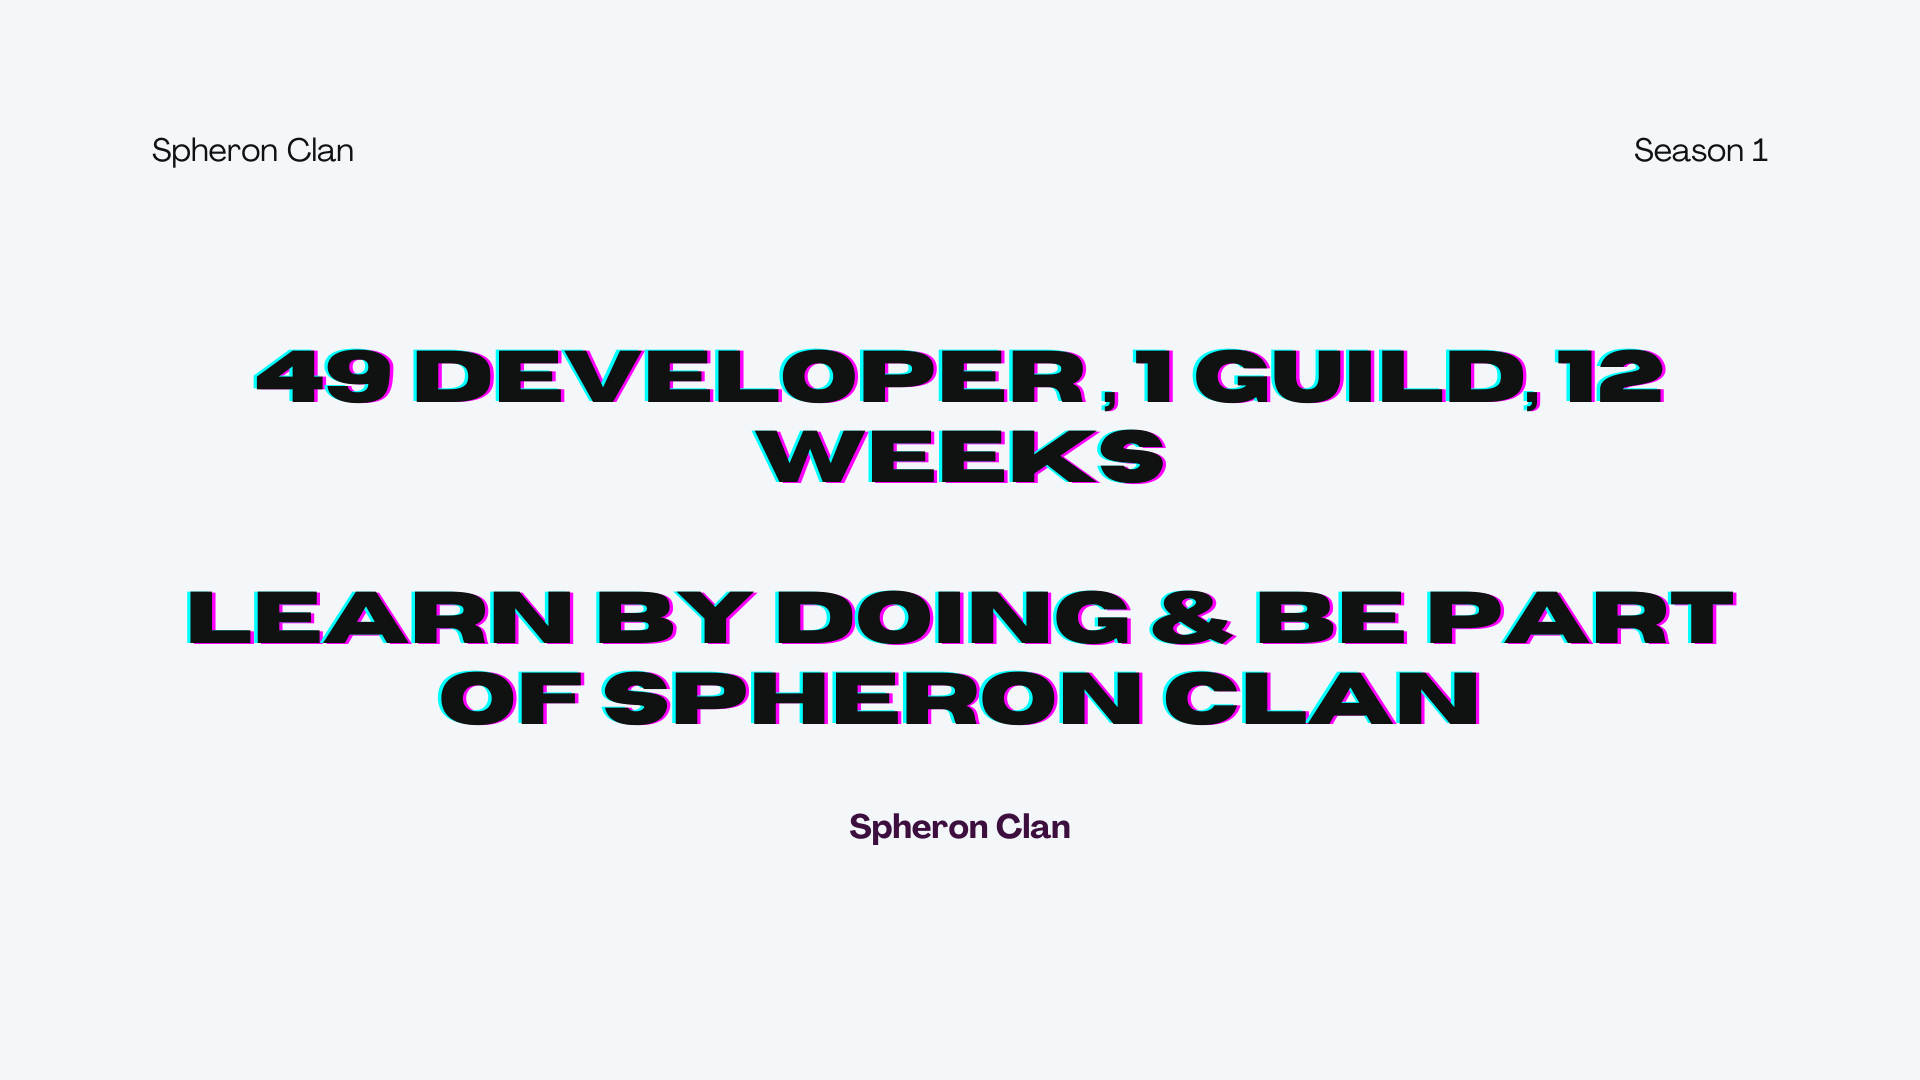 Spheron Clan
Season 1
49 DEVELOPER , 1 GUILD, 12
WEEKS
LEARN BY DOING & BE PART
OF SPHERON CLAN
Spheron Clan